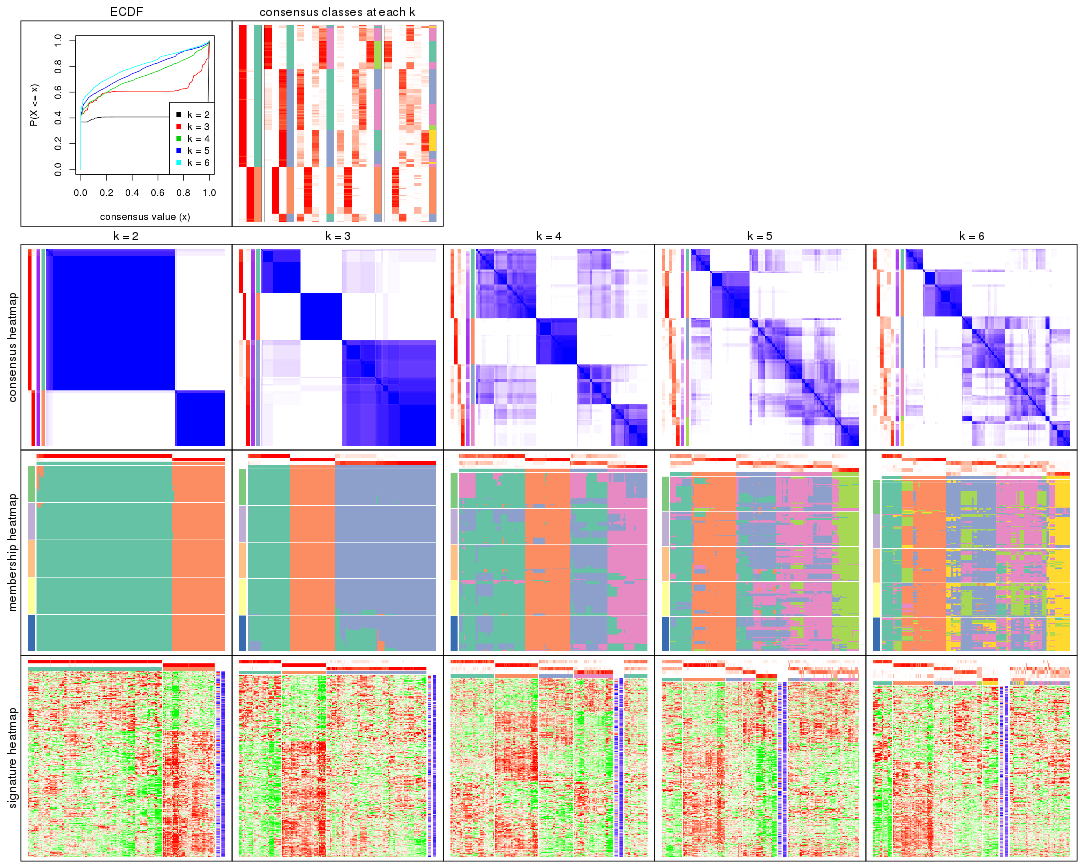 ECDF
consensus classes at each k
P(X <= x)
0.0 0.2 0.4 0.6 0.8 1.0
k = 2
k = 3
k = 4
k = 5
k = 6
0.0 0.2 0.4 0.6 0.8 1.0
consensus value (x)
k = 2
k = 3
k = 4
k = 5
k = 6
consensus heatmap
membership heatmap
signature heatmap